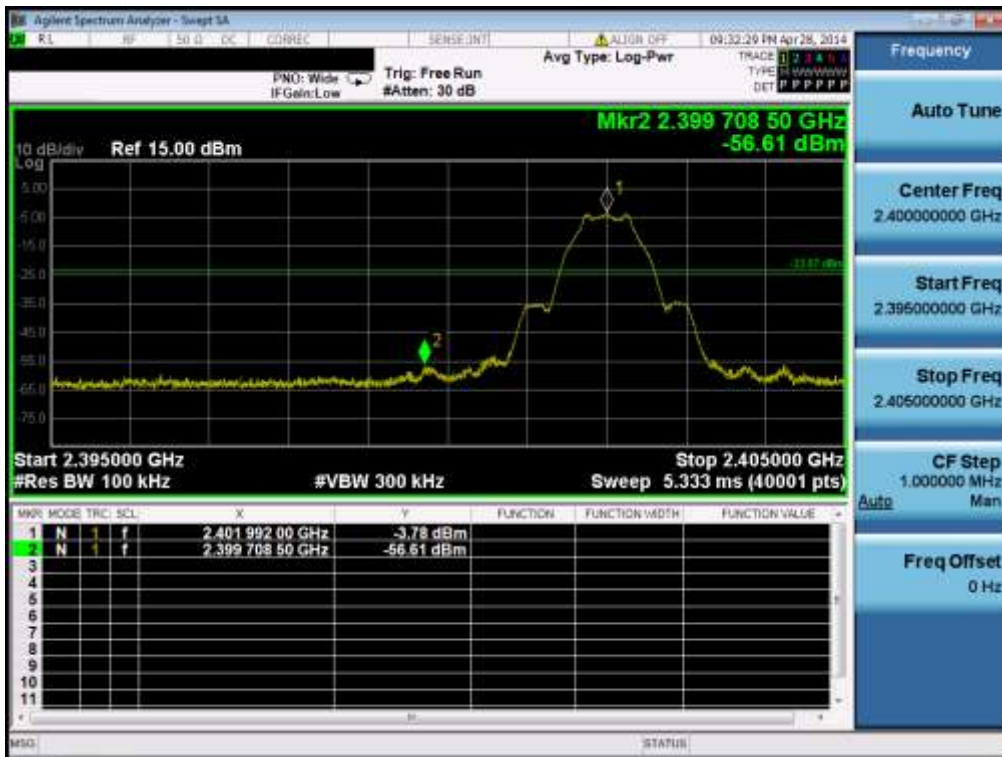 Agilent Spectrum Analyzer - Swept SA
RL RF 50 Ω DC CORREC SENSE:INT ALIGN OFF 09:32:29 PM Apr 28, 2014
Avg Type: Log-Pwr
TRACE 1 2 3 4 5 6
TYPE M WWWWW
DET P P P P P P
PNO: Wide
IFGain:Low
Trig: Free Run
#Atten: 30 dB
Mkr2 2.399 708 50 GHz
-56.61 dBm
10 dB/div Ref 15.00 dBm
Log
5.00
-5.00
-15.0
-25.0
-35.0
-45.0
-55.0
-65.0
-75.0
1
2
Start 2.395000 GHz
Stop 2.405000 GHz
#Res BW 100 kHz
#VBW 300 kHz
Sweep 5.333 ms (40001 pts)
MKR MODE TRC SCL X Y FUNCTION FUNCTION WIDTH FUNCTION VALUE
1 N 1 f 2.401 992 00 GHz -3.78 dBm
2 N 1 f 2.399 708 50 GHz -56.61 dBm
3
4
5
6
7
8
9
10
11
MSG
STATUS
Frequency
Auto Tune
Center Freq
2.400000000 GHz
Start Freq
2.395000000 GHz
Stop Freq
2.405000000 GHz
CF Step
1.000000 MHz
Auto Man
Freq Offset
0 Hz